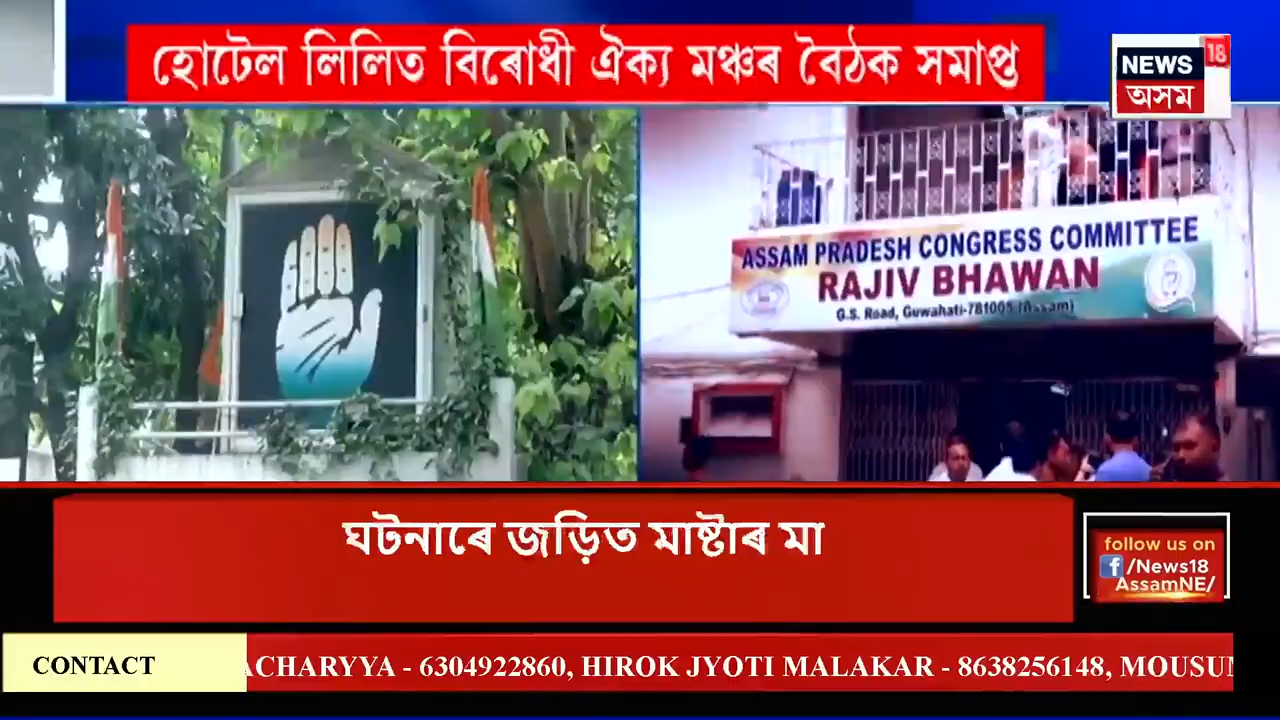 হোটেল লিলিত বিৰোধী ঐক্য মঞ্চৰ বৈঠক সমাপ্ত
NEWS 18
অসম
ASSAM PRADESH CONGRESS COMMITTEE
RAJIV BHAWAN
G.S. Road, Guwahati-781005 (Assam)
ঘটনাৰে জড়িত মাষ্টাৰ মা
follow us on
f/News18
AssamNE/
CONTACT
ACHARYYA - 6304922860, HIROK JYOTI MALAKAR - 8638256148, MOUSUM